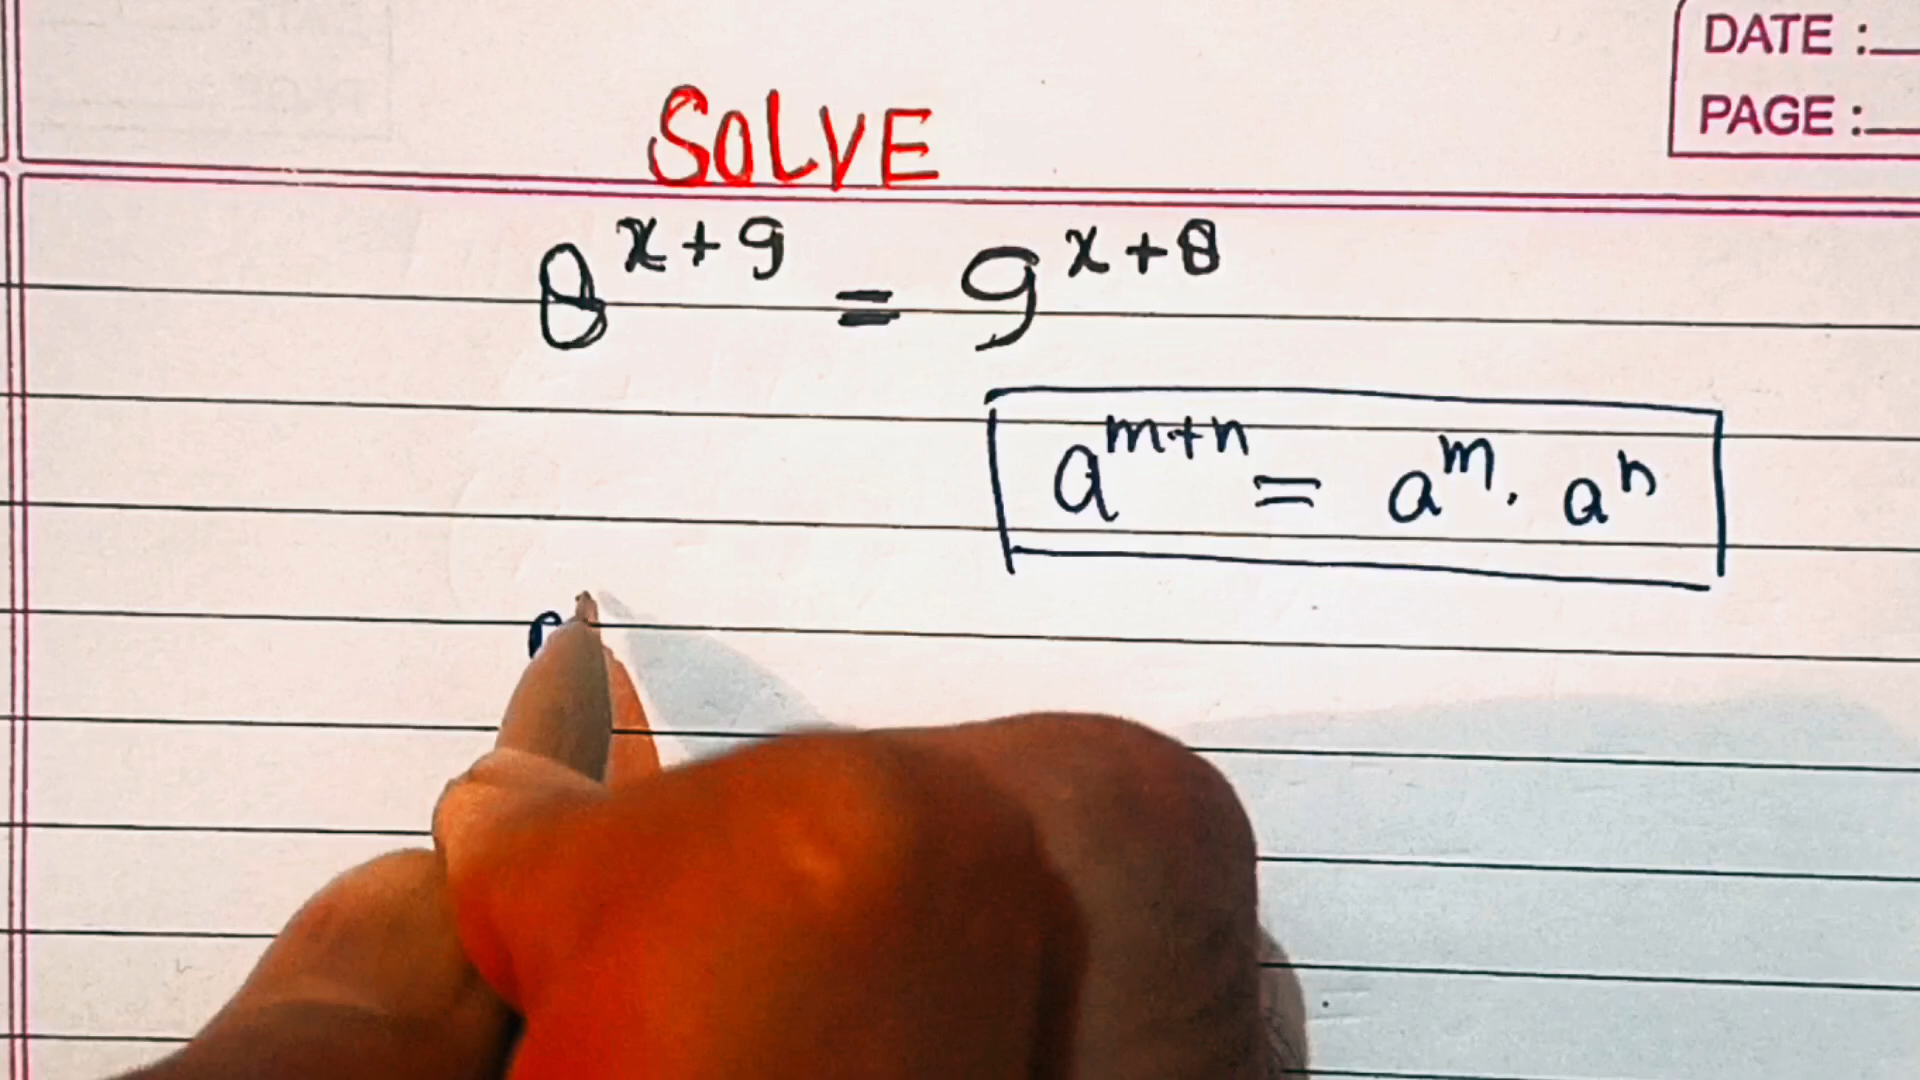 DATE :
PAGE :
SOLVE
8^{x+9} = 9^{x+8}
a^{m+n} = a^m . a^n